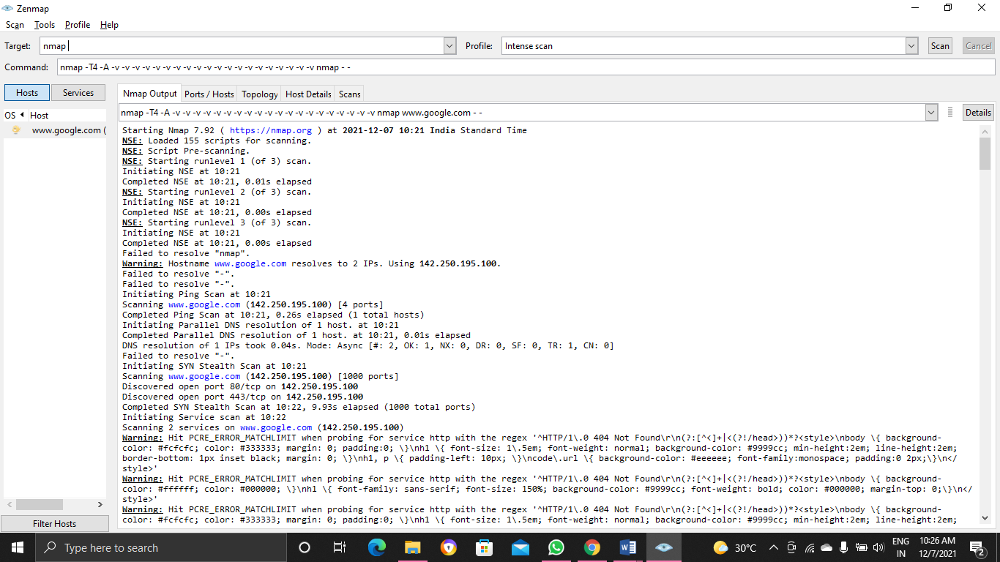 Zenmap
Scan Tools Profile Help
Target: nmap Profile: Intense scan Scan Cancel
Command: nmap -T4 -A -v -v -v -v -v -v -v -v -v -v -v -v -v -v -v -v -v -v -v -v nmap - -
Hosts Services
Nmap Output Ports / Hosts Topology Host Details Scans
OS Host
www.google.com (
nmap -T4 -A -v -v -v -v -v -v -v -v -v -v -v -v -v -v -v -v -v -v -v -v nmap www.google.com - - Details
Starting Nmap 7.92 ( https://nmap.org ) at 2021-12-07 10:21 India Standard Time
NSE: Loaded 155 scripts for scanning.
NSE: Script Pre-scanning.
NSE: Starting runlevel 1 (of 3) scan.
Initiating NSE at 10:21
Completed NSE at 10:21, 0.01s elapsed
NSE: Starting runlevel 2 (of 3) scan.
Initiating NSE at 10:21
Completed NSE at 10:21, 0.00s elapsed
NSE: Starting runlevel 3 (of 3) scan.
Initiating NSE at 10:21
Completed NSE at 10:21, 0.00s elapsed
Failed to resolve "nmap".
Warning: Hostname www.google.com resolves to 2 IPs. Using 142.250.195.100.
Failed to resolve "-".
Failed to resolve "-".
Initiating Ping Scan at 10:21
Scanning www.google.com (142.250.195.100) [4 ports]
Completed Ping Scan at 10:21, 0.26s elapsed (1 total hosts)
Initiating Parallel DNS resolution of 1 host. at 10:21
Completed Parallel DNS resolution of 1 host. at 10:21, 0.01s elapsed
DNS resolution of 1 IPs took 0.04s. Mode: Async [#: 2, OK: 1, NX: 0, DR: 0, SF: 0, TR: 1, CN: 0]
Failed to resolve "-".
Initiating SYN Stealth Scan at 10:21
Scanning www.google.com (142.250.195.100) [1000 ports]
Discovered open port 80/tcp on 142.250.195.100
Discovered open port 443/tcp on 142.250.195.100
Completed SYN Stealth Scan at 10:22, 9.93s elapsed (1000 total ports)
Initiating Service scan at 10:22
Scanning 2 services on www.google.com (142.250.195.100)
Warning: Hit PCRE_ERROR_MATCHLIMIT when probing for service http with the regex '^HTTP/1\.0 404 Not Found\r\n(?:[^<]+|<(?!/head>))*?<style>\nbody \{ background-
color: #fcfcfc; color: #333333; margin: 0; padding:0; \}\nh1 \{ font-size: 1\.5em; font-weight: normal; background-color: #9999cc; min-height:2em; line-height:2em;
border-bottom: 1px inset black; margin: 0; \}\nh1, p \{ padding-left: 10px; \}\ncode\.url \{ background-color: #eeeeee; font-family:monospace; padding:0 2px;\}\n</
style>'
Warning: Hit PCRE_ERROR_MATCHLIMIT when probing for service http with the regex '^HTTP/1\.0 404 Not Found\r\n(?:[^<]+|<(?!/head>))*?<style>\nbody \{ background-
color: #ffffff; color: #000000; \}\nh1 \{ font-family: sans-serif; font-size: 150%; background-color: #9999cc; font-weight: bold; color: #000000; margin-top: 0;\}\n</
style>'
Warning: Hit PCRE_ERROR_MATCHLIMIT when probing for service http with the regex '^HTTP/1\.0 404 Not Found\r\n(?:[^<]+|<(?!/head>))*?<style>\nbody \{ background-
color: #fcfcfc; color: #333333; margin: 0; padding:0; \}\nh1 \{ font-size: 1\.5em; font-weight: normal; background-color: #9999cc; min-height:2em; line-height:2em;
Filter Hosts
Type here to search
30°C
ENG
IN
10:26 AM
12/7/2021
2